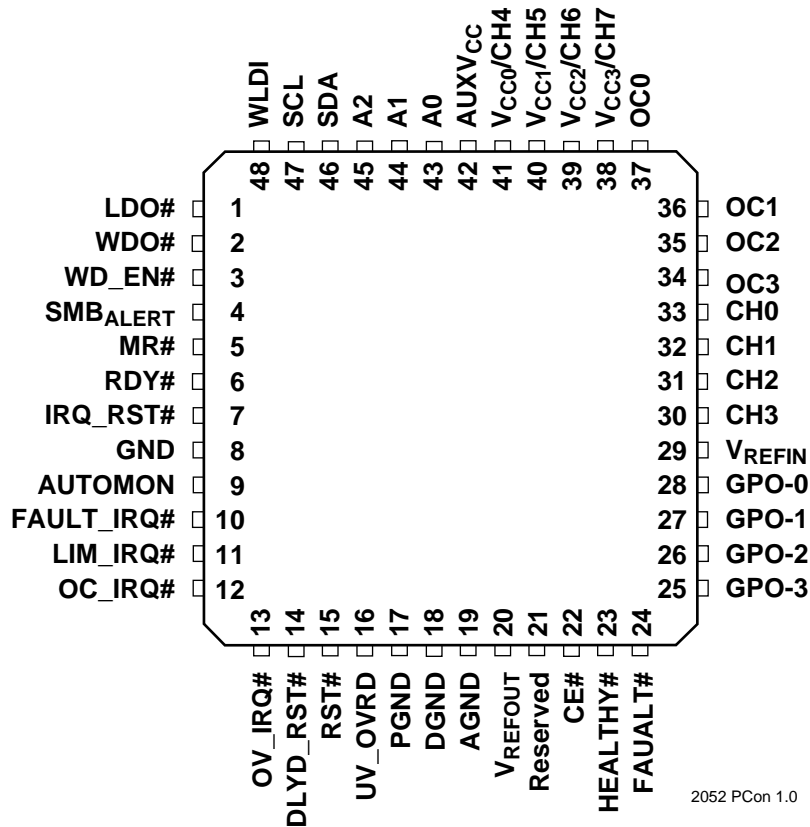 WLDI
SCL
SDA
A2
A1
A0
AUXVCC
VCC0/CH4
VCC1/CH5
VCC2/CH6
VCC3/CH7
OC0
48
47
46
45
44
43
42
41
40
39
38
37
LDO# 1
WDO# 2
WD_EN# 3
SMBALERT 4
MR# 5
RDY# 6
IRQ_RST# 7
GND 8
AUTOMON 9
FAULT_IRQ# 10
LIM_IRQ# 11
OC_IRQ# 12
36 OC1
35 OC2
34 OC3
33 CH0
32 CH1
31 CH2
30 CH3
29 VREFIN
28 GPO-0
27 GPO-1
26 GPO-2
25 GPO-3
13
14
15
16
17
18
19
20
21
22
23
24
OV_IRQ#
DLYD_RST#
RST#
UV_OVRD
PGND
DGND
AGND
VREFOUT
Reserved
CE#
HEALTHY#
FAUALT#
2052 PCon 1.0